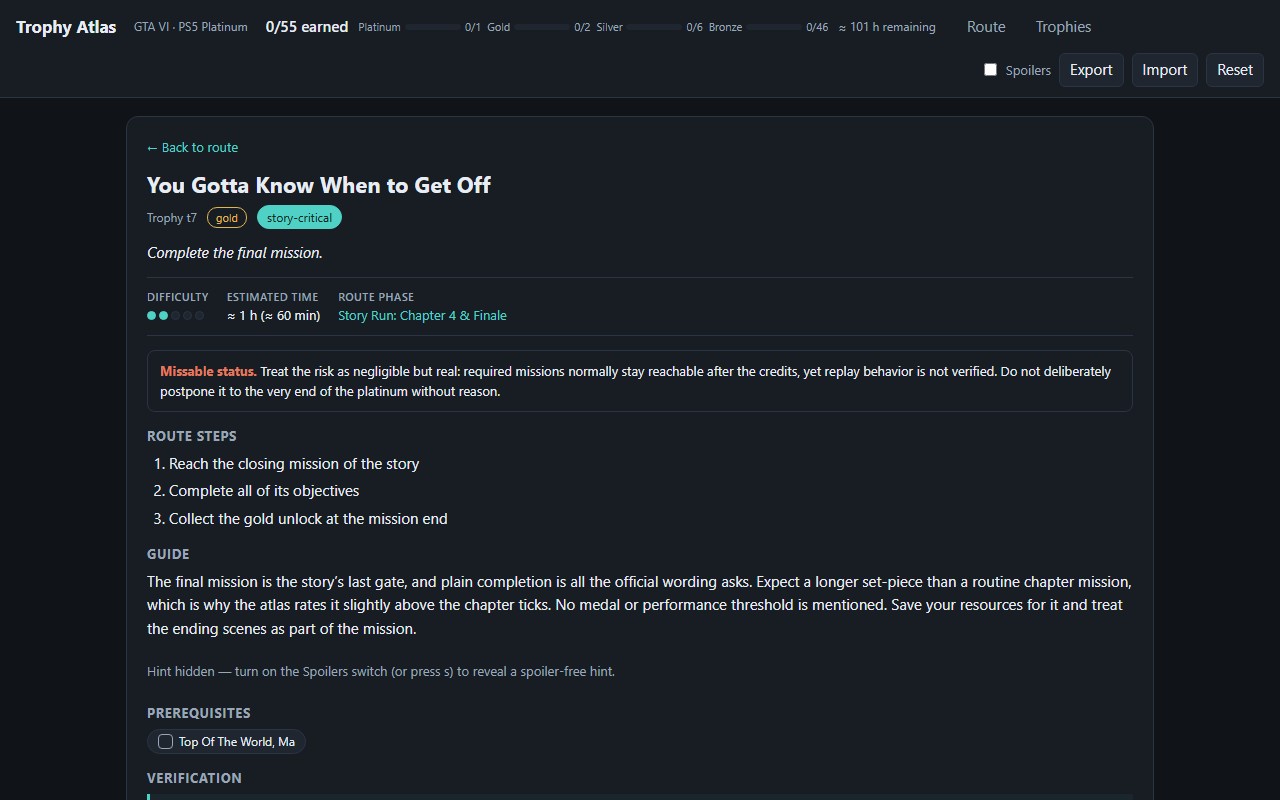 Trophy Atlas GTA VI · PS5 Platinum 0/55 earned Platinum 0/1 Gold 0/2 Silver 0/6 Bronze 0/46 ≈ 101 h remaining Route Trophies
Spoilers Export Import Reset
← Back to route
You Gotta Know When to Get Off
Trophy t7 gold story-critical
Complete the final mission.
DIFFICULTY ESTIMATED TIME ROUTE PHASE
≈ 1 h (≈ 60 min) Story Run: Chapter 4 & Finale
Missable status. Treat the risk as negligible but real: required missions normally stay reachable after the credits, yet replay behavior is not verified. Do not deliberately
postpone it to the very end of the platinum without reason.
ROUTE STEPS
1. Reach the closing mission of the story
2. Complete all of its objectives
3. Collect the gold unlock at the mission end
GUIDE
The final mission is the story’s last gate, and plain completion is all the official wording asks. Expect a longer set-piece than a routine chapter mission,
which is why the atlas rates it slightly above the chapter ticks. No medal or performance threshold is mentioned. Save your resources for it and treat
the ending scenes as part of the mission.
Hint hidden — turn on the Spoilers switch (or press s) to reveal a spoiler-free hint.
PREREQUISITES
Top Of The World, Ma
VERIFICATION